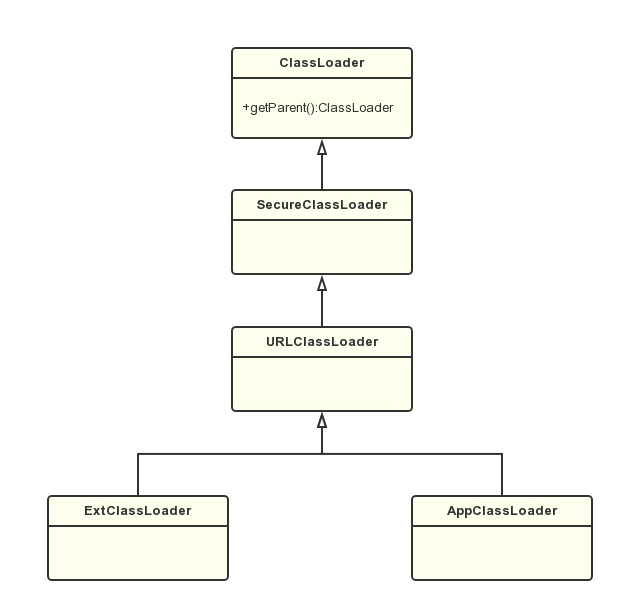 ClassLoader
+getParent():ClassLoader
SecureClassLoader
URLClassLoader
ExtClassLoader
AppClassLoader